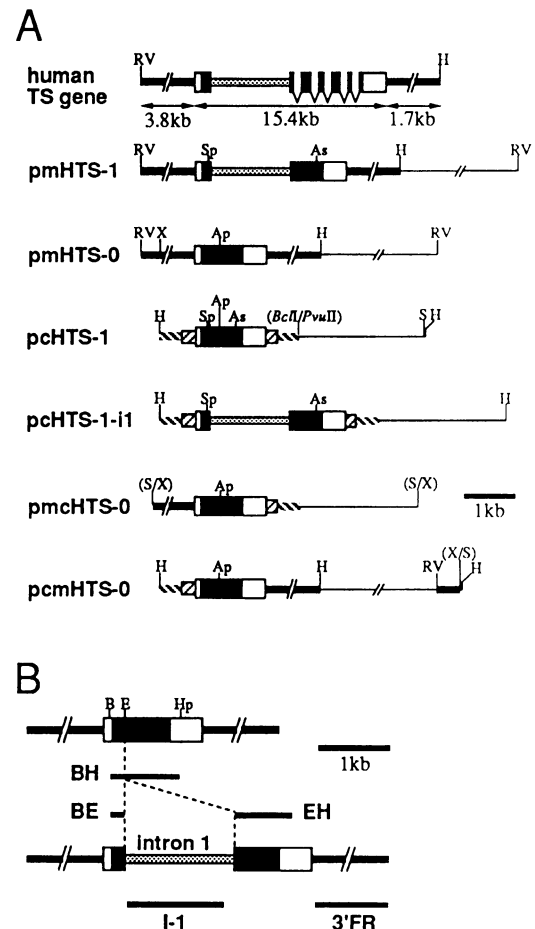 A
RV H
human
TS gene
3.8kb 15.4kb 1.7kb
RV Sp As H RV
pmHTS-1
RVX Ap H RV
pmHTS-0
H Sp Ap As (BclI/PvuII) SH
pcHTS-1
H Sp As H
pcHTS-1-i1
(S/X) Ap (S/X)
pmcHTS-0
1kb
H Ap H RV (X/S) H
pcmHTS-0
B
B E Hp
1kb
BH
BE EH
intron 1
I-1 3'FR